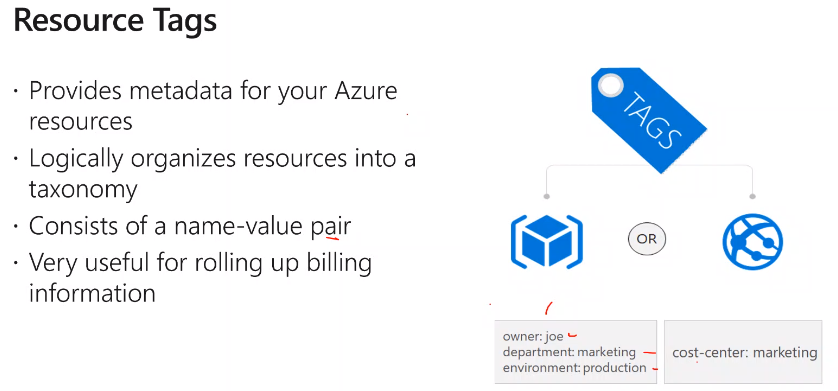 Resource Tags
· Provides metadata for your Azure
resources
· Logically organizes resources into a
taxonomy
· Consists of a name-value pair
· Very useful for rolling up billing
information
TAGS
OR
owner: joe
department: marketing
environment: production
cost-center: marketing